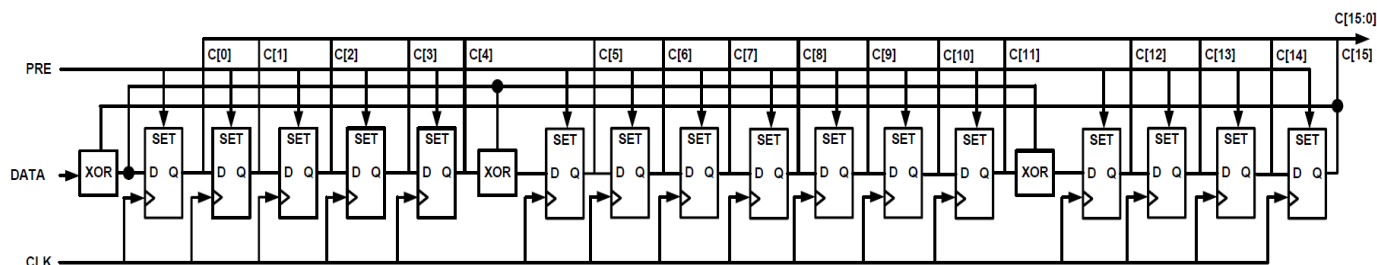 C[15:0]
C[0] C[1] C[2] C[3] C[4] C[5] C[6] C[7] C[8] C[9] C[10] C[11] C[12] C[13] C[14] C[15]
PRE
SET SET SET SET SET SET SET SET SET SET SET SET SET SET SET SET
DATA XOR D Q D Q D Q D Q D Q XOR D Q D Q D Q D Q D Q D Q D Q XOR D Q D Q D Q D Q
CLK